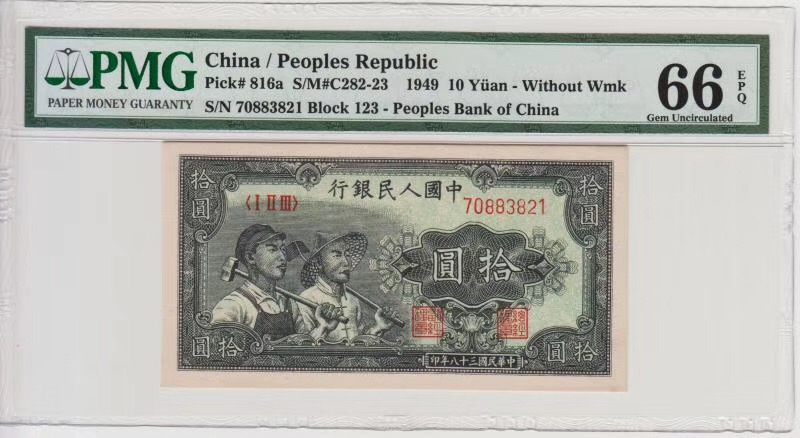 PMG
PAPER MONEY GUARANTY
China / Peoples Republic
Pick# 816a S/M#C282-23 1949 10 Yüan - Without Wmk
S/N 70883821 Block 123 - Peoples Bank of China
66 EPQ
Gem Uncirculated
行銀民人國中
〈I II III〉
70883821
拾圓
拾圓
圓拾
圓
拾
圓
拾
印年八十三國民華中